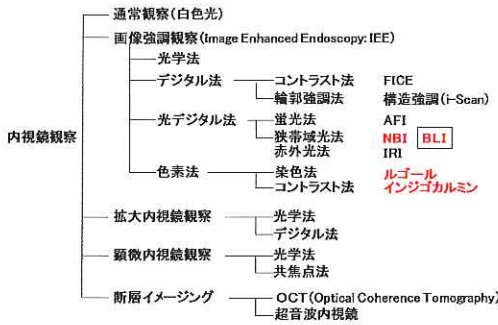 通常観察(白色光)
画像強調観察(Image Enhanced Endoscopy: IEE)
光学法
デジタル法 コントラスト法 FICE
輪郭強調法 構造強調(i-Scan)
光デジタル法 蛍光法 AFI
内視鏡観察 狭帯域光法 NBI BLI
赤外光法 IRI
色素法 染色法 ルゴール
コントラスト法 インジゴカルミン
拡大内視鏡観察 光学法
デジタル法
顕微内視鏡観察 光学法
共焦点法
断層イメージング OCT(Optical Coherence Tomography)
超音波内視鏡